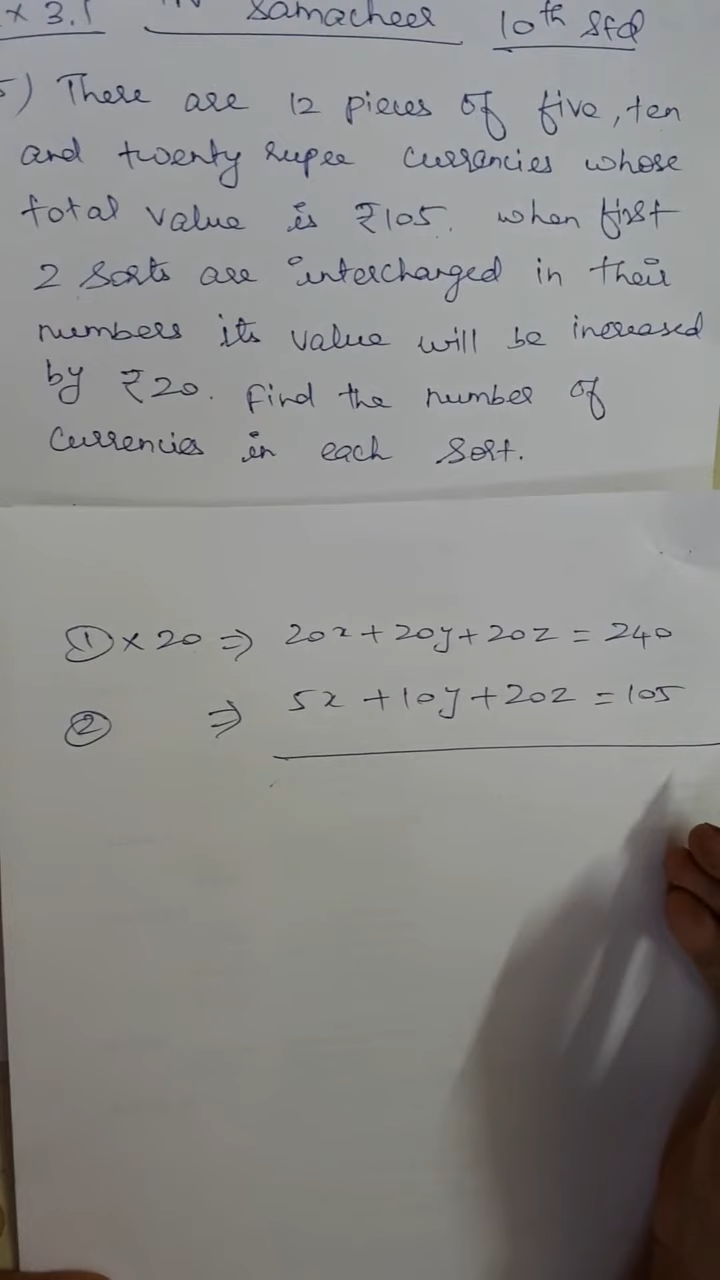 x 3.1 Samacheer 10th Std
5) There are 12 pieces of five, ten
and twenty rupee currancies whose
total value is ₹105. when first
2 sorts are interchanged in their
numbers its value will be increased
by ₹20. find the number of
Currencies in each sort.
① × 20 ⇒ 20x + 20y + 20z = 240
② ⇒ 5x + 10y + 20z = 105